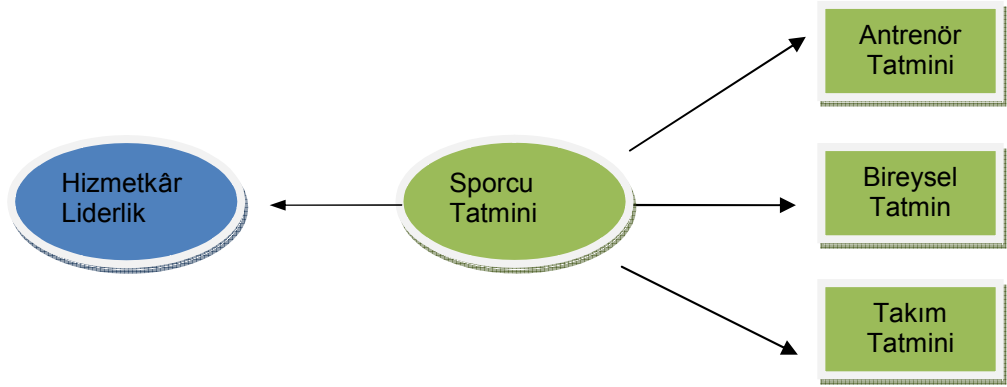 Hizmetkâr
Liderlik
Sporcu
Tatmini
Antrenör
Tatmini
Bireysel
Tatmin
Takım
Tatmini